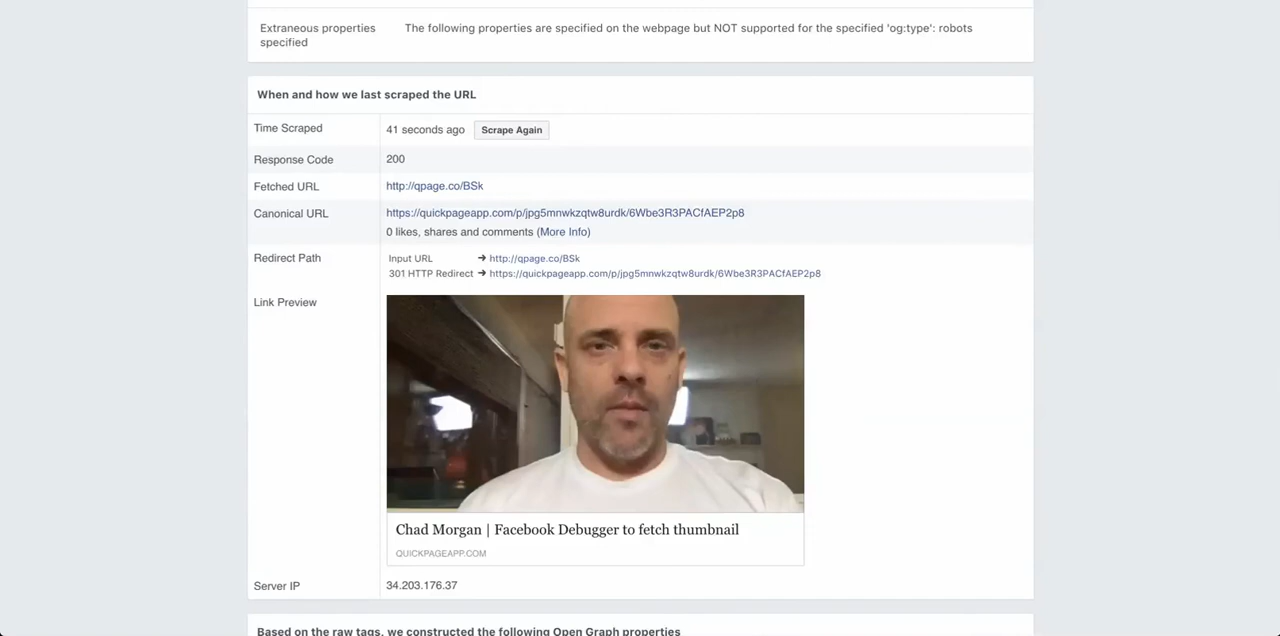 Extraneous properties specified
The following properties are specified on the webpage but NOT supported for the specified 'og:type': robots
When and how we last scraped the URL
Time Scraped
41 seconds ago
Scrape Again
Response Code
200
Fetched URL
http://qpage.co/BSk
Canonical URL
https://quickpageapp.com/p/jpg5mnwkzqtw8urdk/6Wbe3R3PACfAEP2p8
0 likes, shares and comments (More Info)
Redirect Path
Input URL → http://qpage.co/BSk
301 HTTP Redirect → https://quickpageapp.com/p/jpg5mnwkzqtw8urdk/6Wbe3R3PACfAEP2p8
Link Preview
Chad Morgan | Facebook Debugger to fetch thumbnail
QUICKPAGEAPP.COM
Server IP
34.203.176.37
Based on the raw tags, we constructed the following Open Graph properties